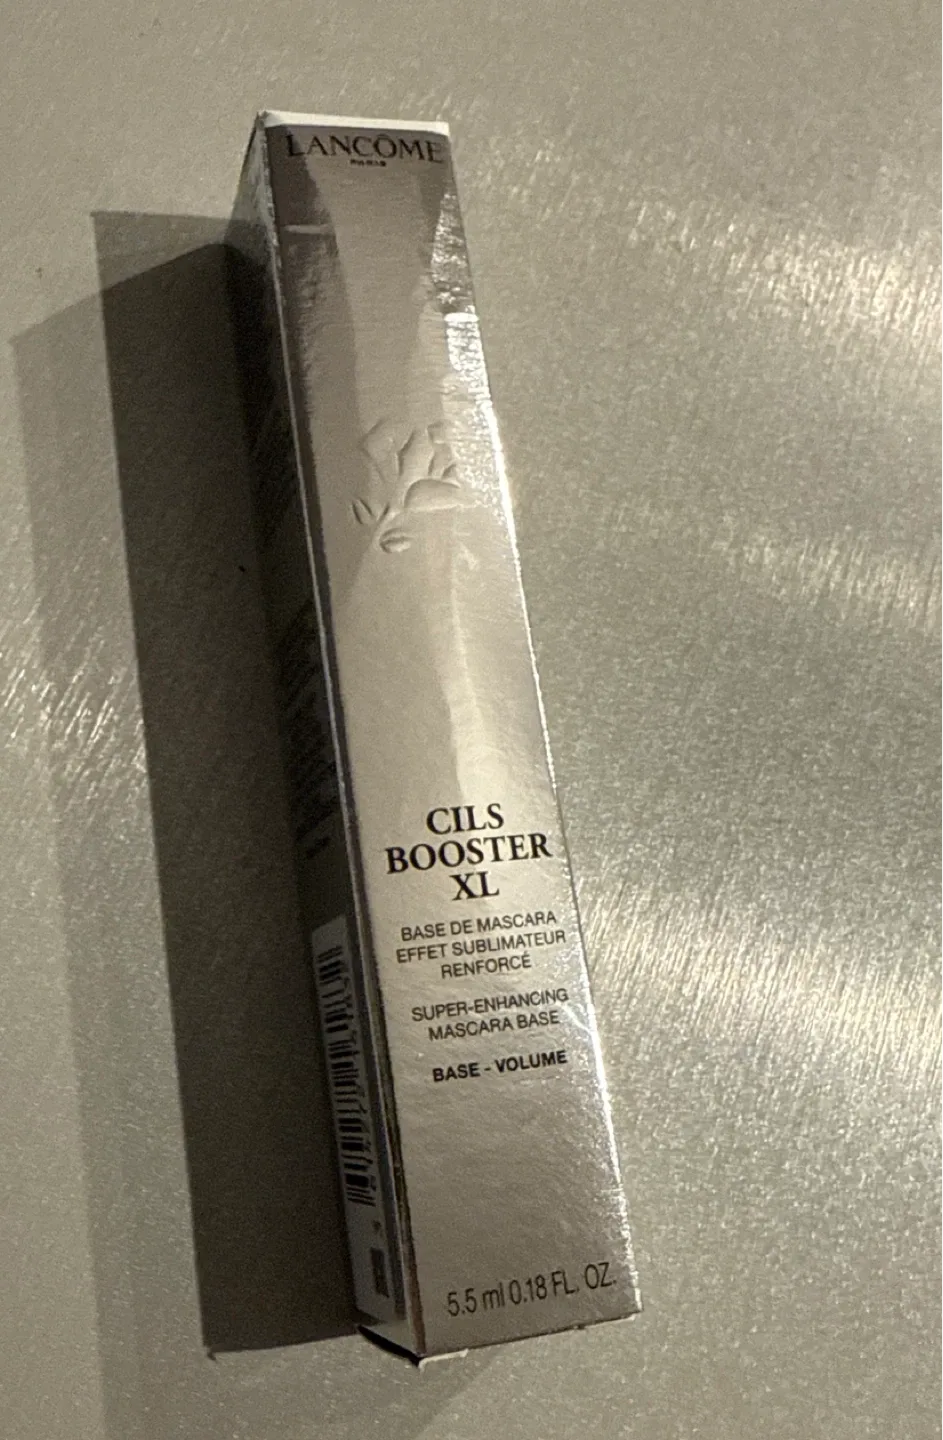 LANCÔME
PARIS
CILS
BOOSTER
XL
BASE DE MASCARA
EFFET SUBLIMATEUR
RENFORCÉ
SUPER-ENHANCING
MASCARA BASE
BASE - VOLUME
5.5 ml 0.18 FL. OZ.